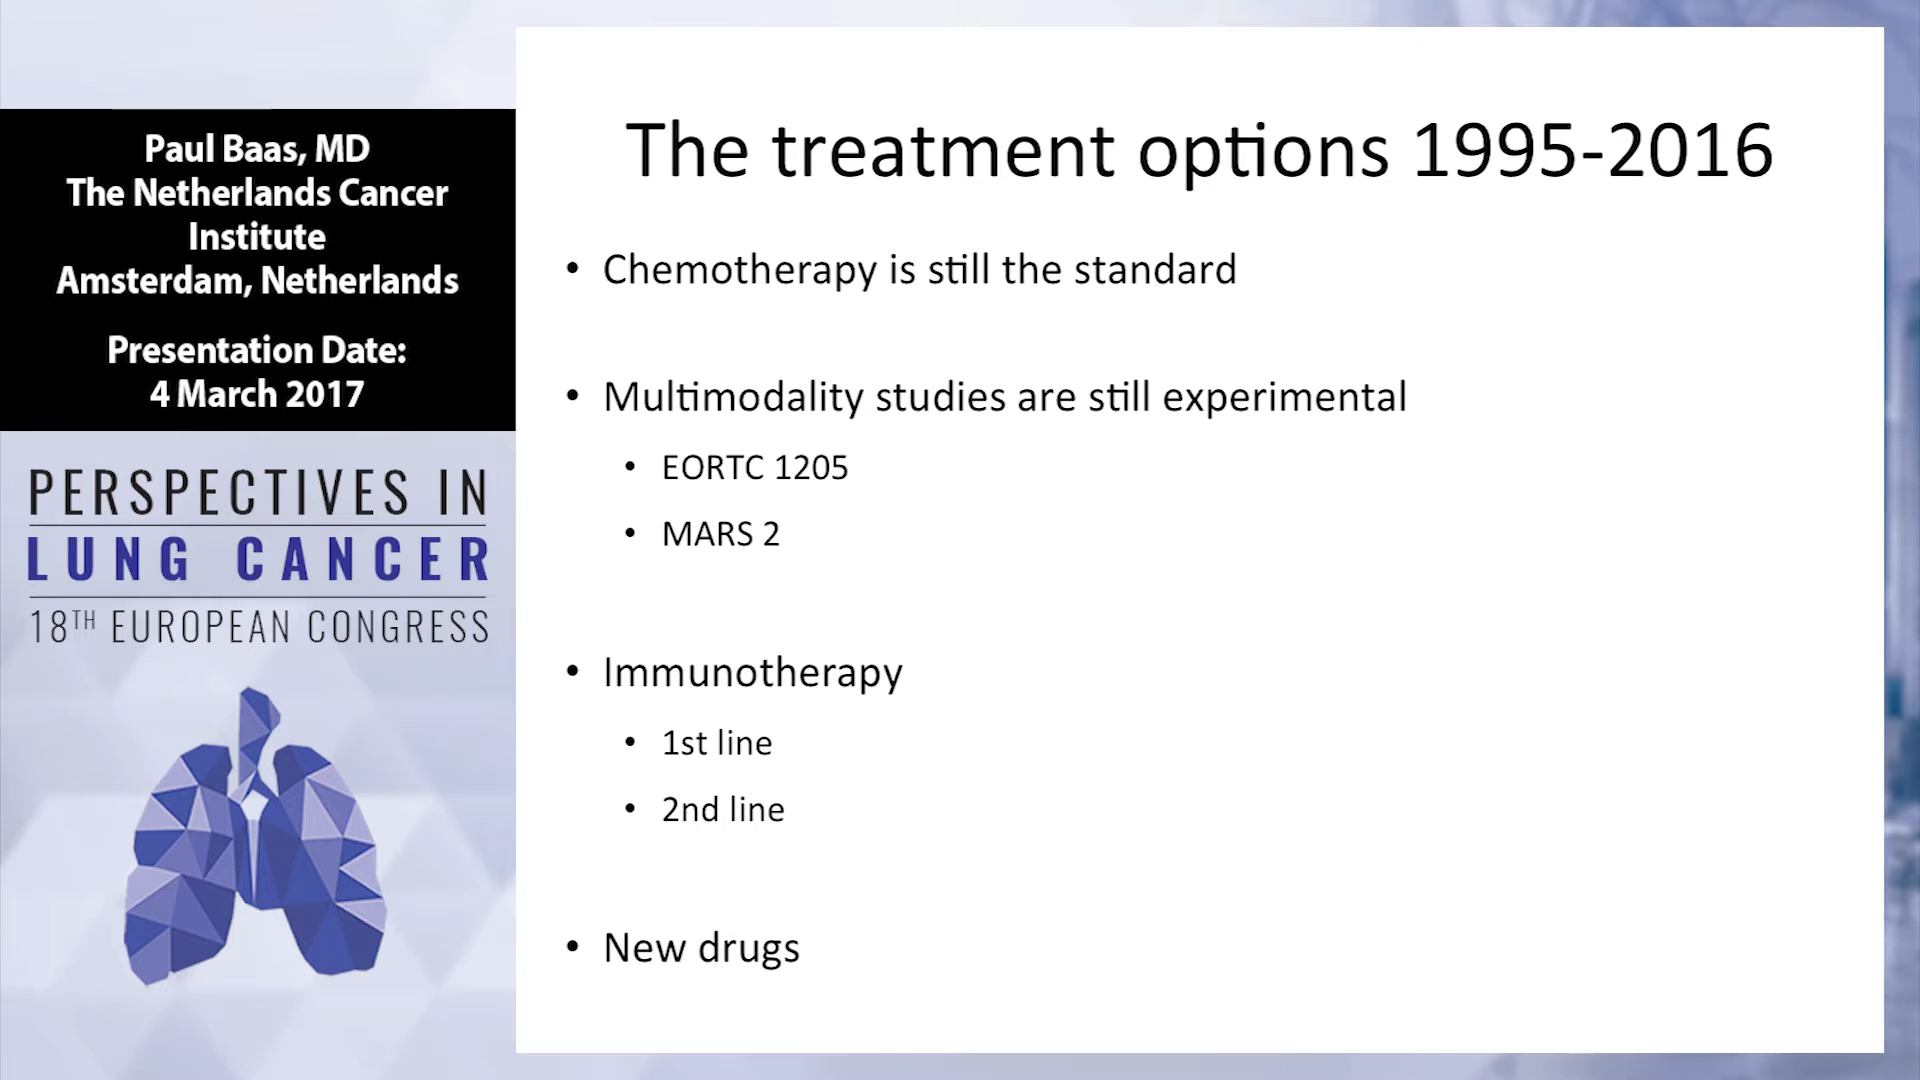 Paul Baas, MD
The Netherlands Cancer
Institute
Amsterdam, Netherlands
Presentation Date:
4 March 2017
PERSPECTIVES IN
LUNG CANCER
18TH EUROPEAN CONGRESS
The treatment options 1995-2016
• Chemotherapy is still the standard
• Multimodality studies are still experimental
• EORTC 1205
• MARS 2
• Immunotherapy
• 1st line
• 2nd line
• New drugs